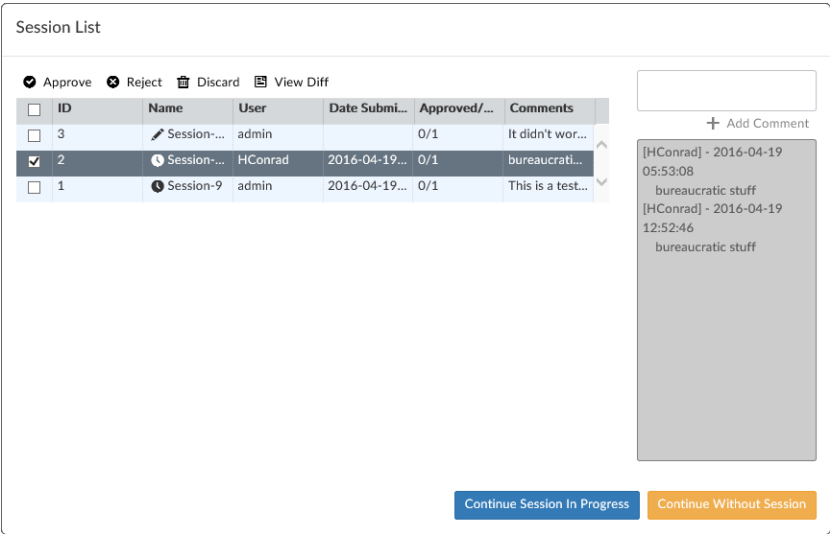 Session List
Approve Reject Discard View Diff
ID Name User Date Submi... Approved/... Comments
3 Session-... admin 0/1 It didn't wor...
2 Session-... HConrad 2016-04-19... 0/1 bureaucrati...
1 Session-9 admin 2016-04-19... 0/1 This is a test...
+ Add Comment
[HConrad] - 2016-04-19
05:53:08
bureaucratic stuff
[HConrad] - 2016-04-19
12:52:46
bureaucratic stuff
Continue Session In Progress Continue Without Session